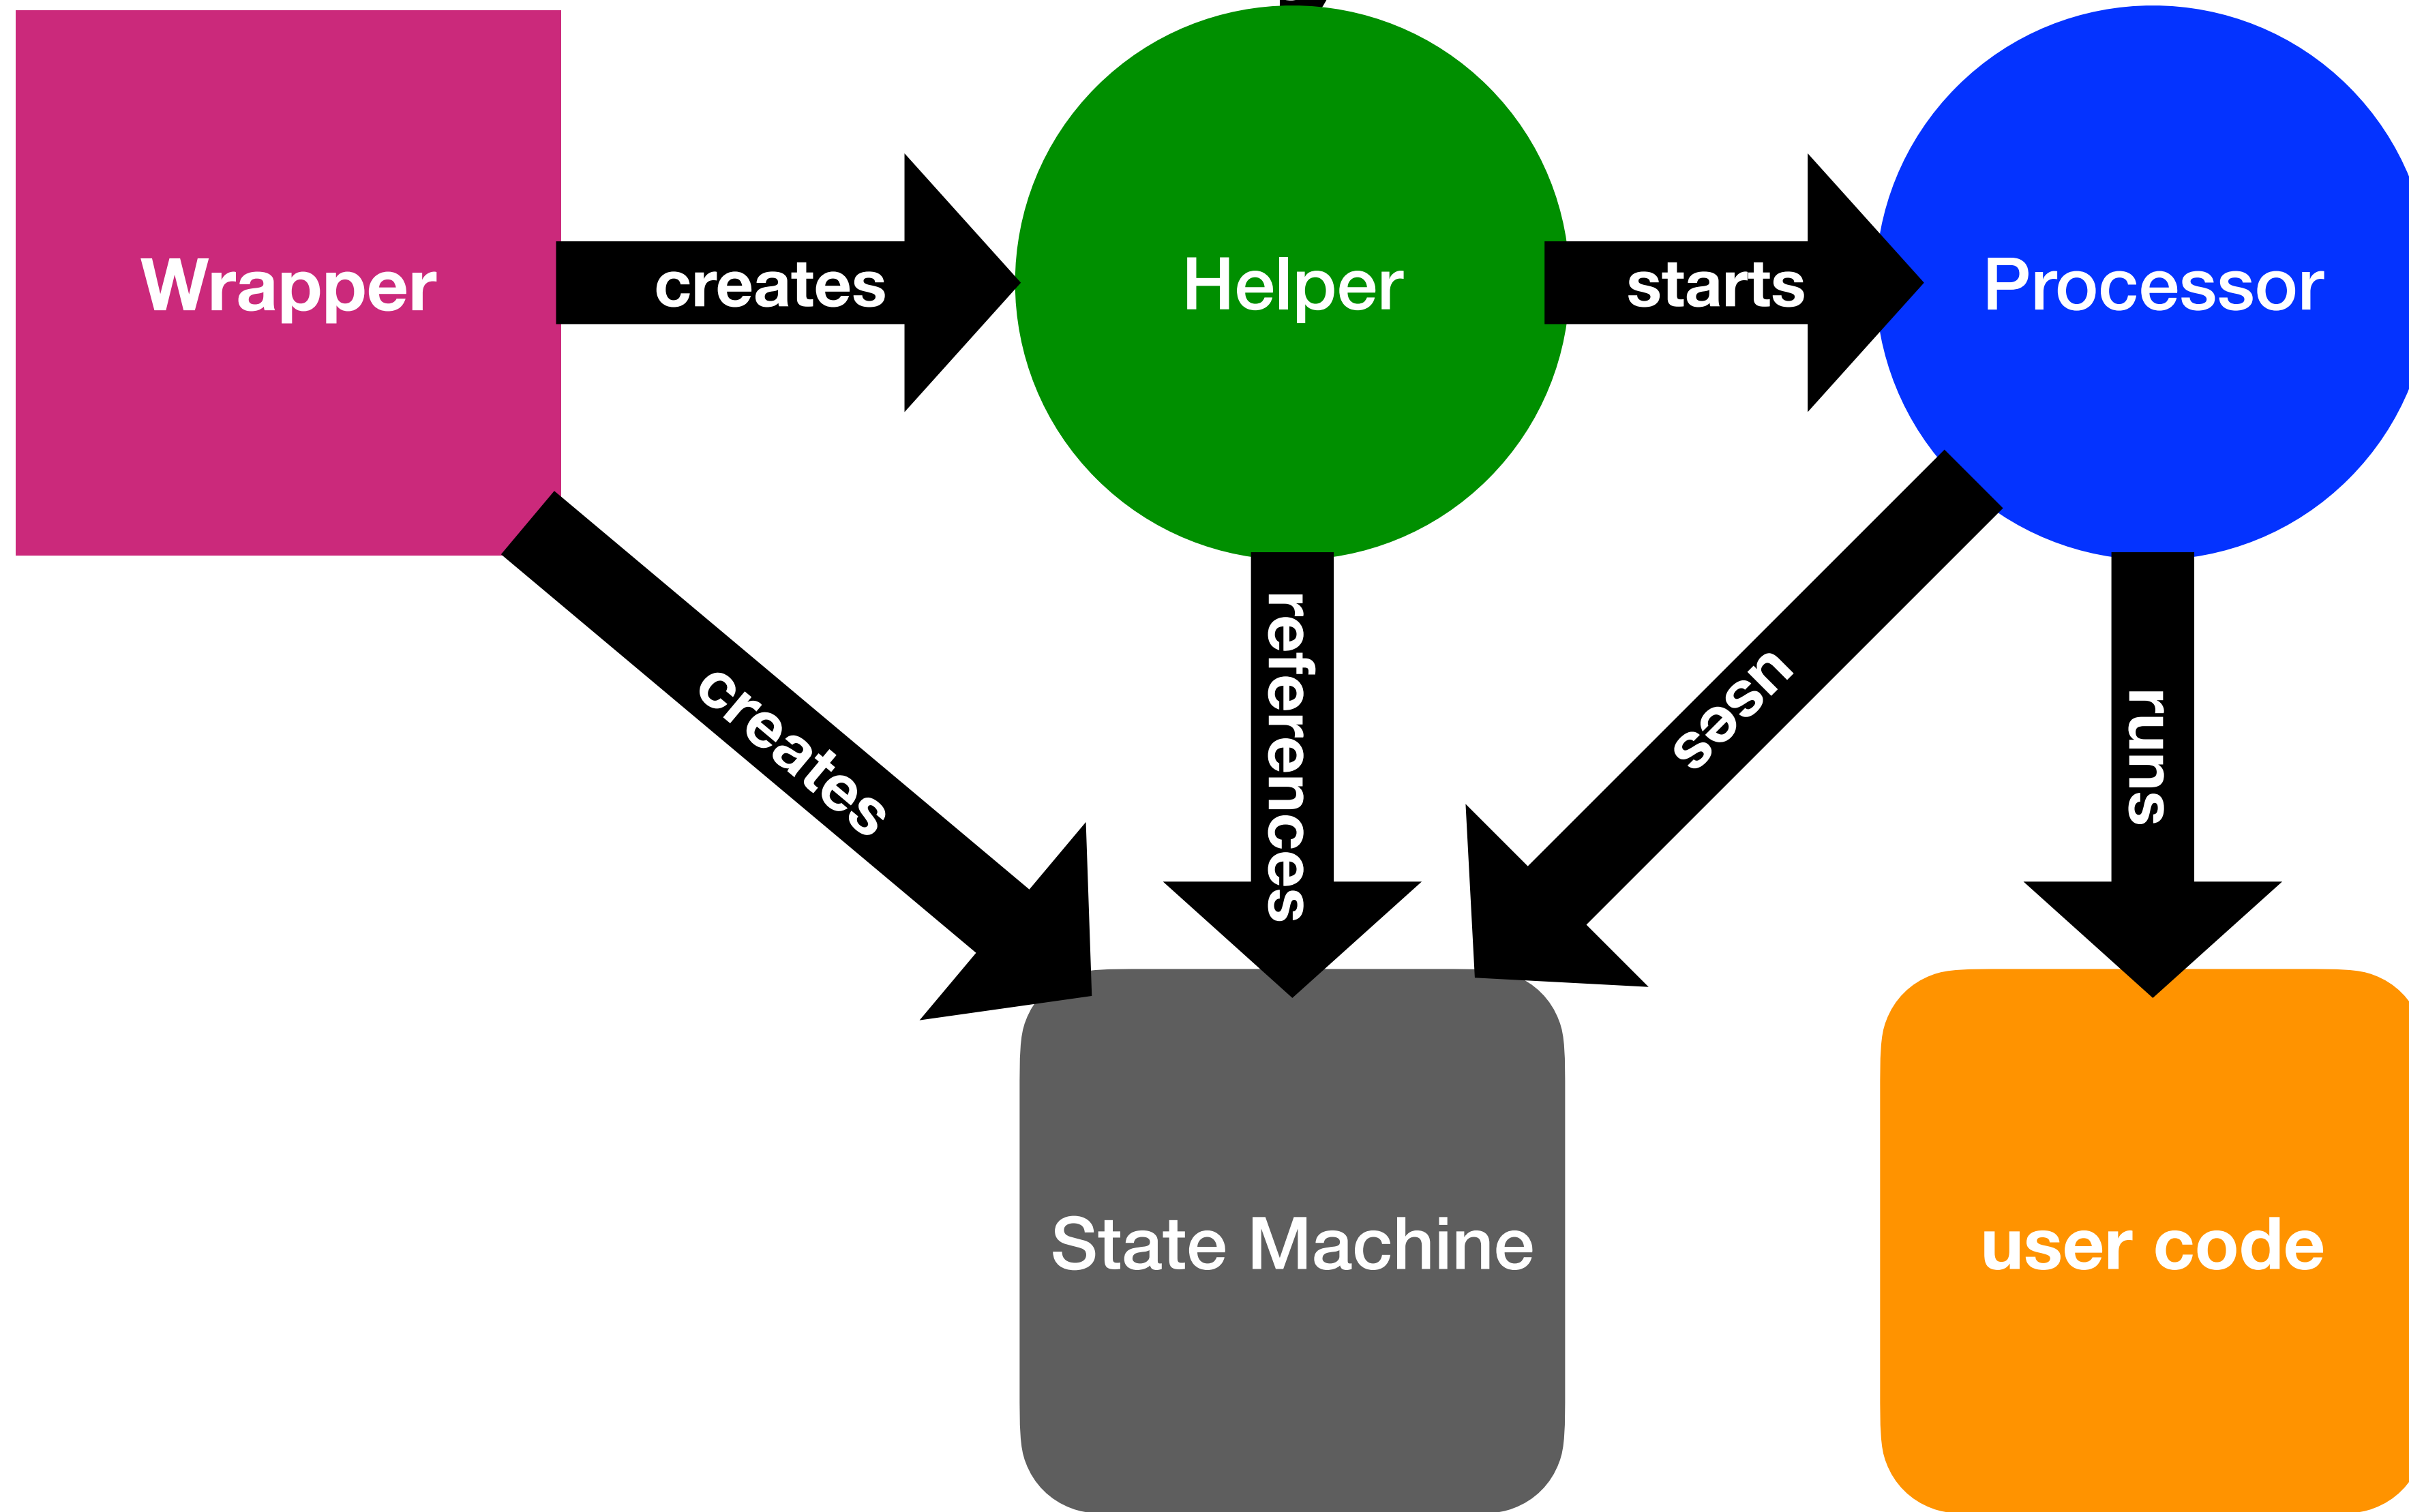 Wrapper
creates
Helper
starts
Processor
creates
references
uses
runs
State Machine
user code